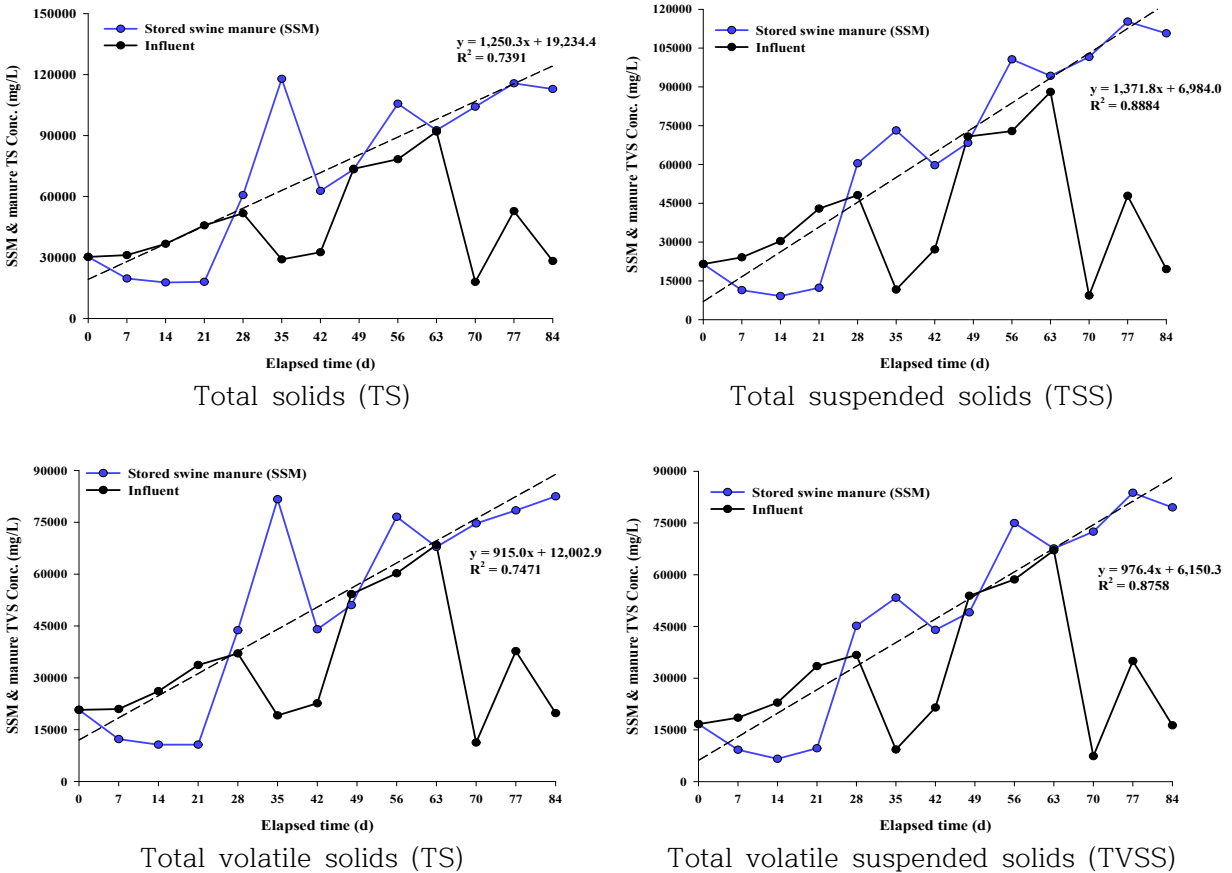 150000
120000
90000
60000
30000
0
SSM & manure TS Conc. (mg/L)
Stored swine manure (SSM)
Influent
y = 1,250.3x + 19,234.4
R² = 0.7391
0 7 14 21 28 35 42 49 56 63 70 77 84
Elapsed time (d)
Total solids (TS)
120000
105000
90000
75000
60000
45000
30000
15000
0
SSM & manure TVS Conc. (mg/L)
Stored swine manure (SSM)
Influent
y = 1,371.8x + 6,984.0
R² = 0.8884
0 7 14 21 28 35 42 49 56 63 70 77 84
Elapsed time (d)
Total suspended solids (TSS)
90000
75000
60000
45000
30000
15000
0
SSM & manure TVS Conc. (mg/L)
Stored swine manure (SSM)
Influent
y = 915.0x + 12,002.9
R² = 0.7471
0 7 14 21 28 35 42 49 56 63 70 77 84
Elapsed time (d)
Total volatile solids (TS)
90000
75000
60000
45000
30000
15000
0
SSM & manure TVS Conc. (mg/L)
Stored swine manure (SSM)
Influent
y = 976.4x + 6,150.3
R² = 0.8758
0 7 14 21 28 35 42 49 56 63 70 77 84
Elapsed time (d)
Total volatile suspended solids (TVSS)